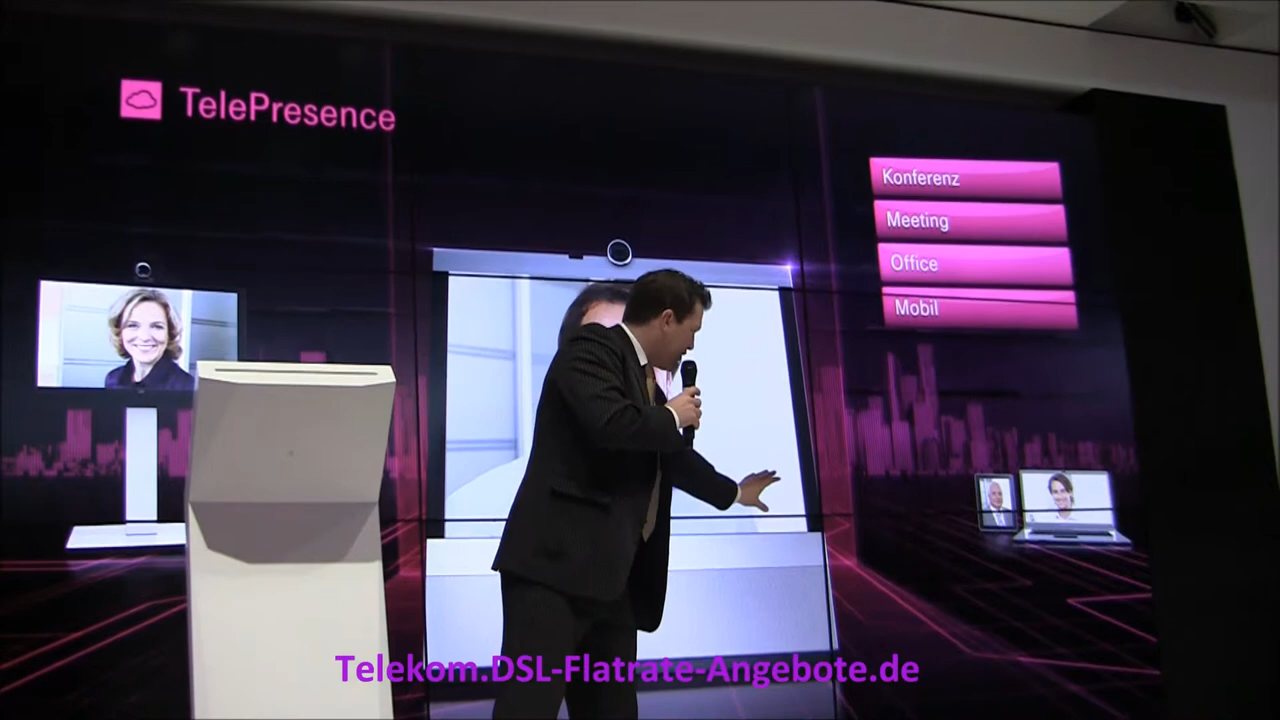 TelePresence
Konferenz
Meeting
Office
Mobil
Telekom.DSL-Flatrate-Angebote.de